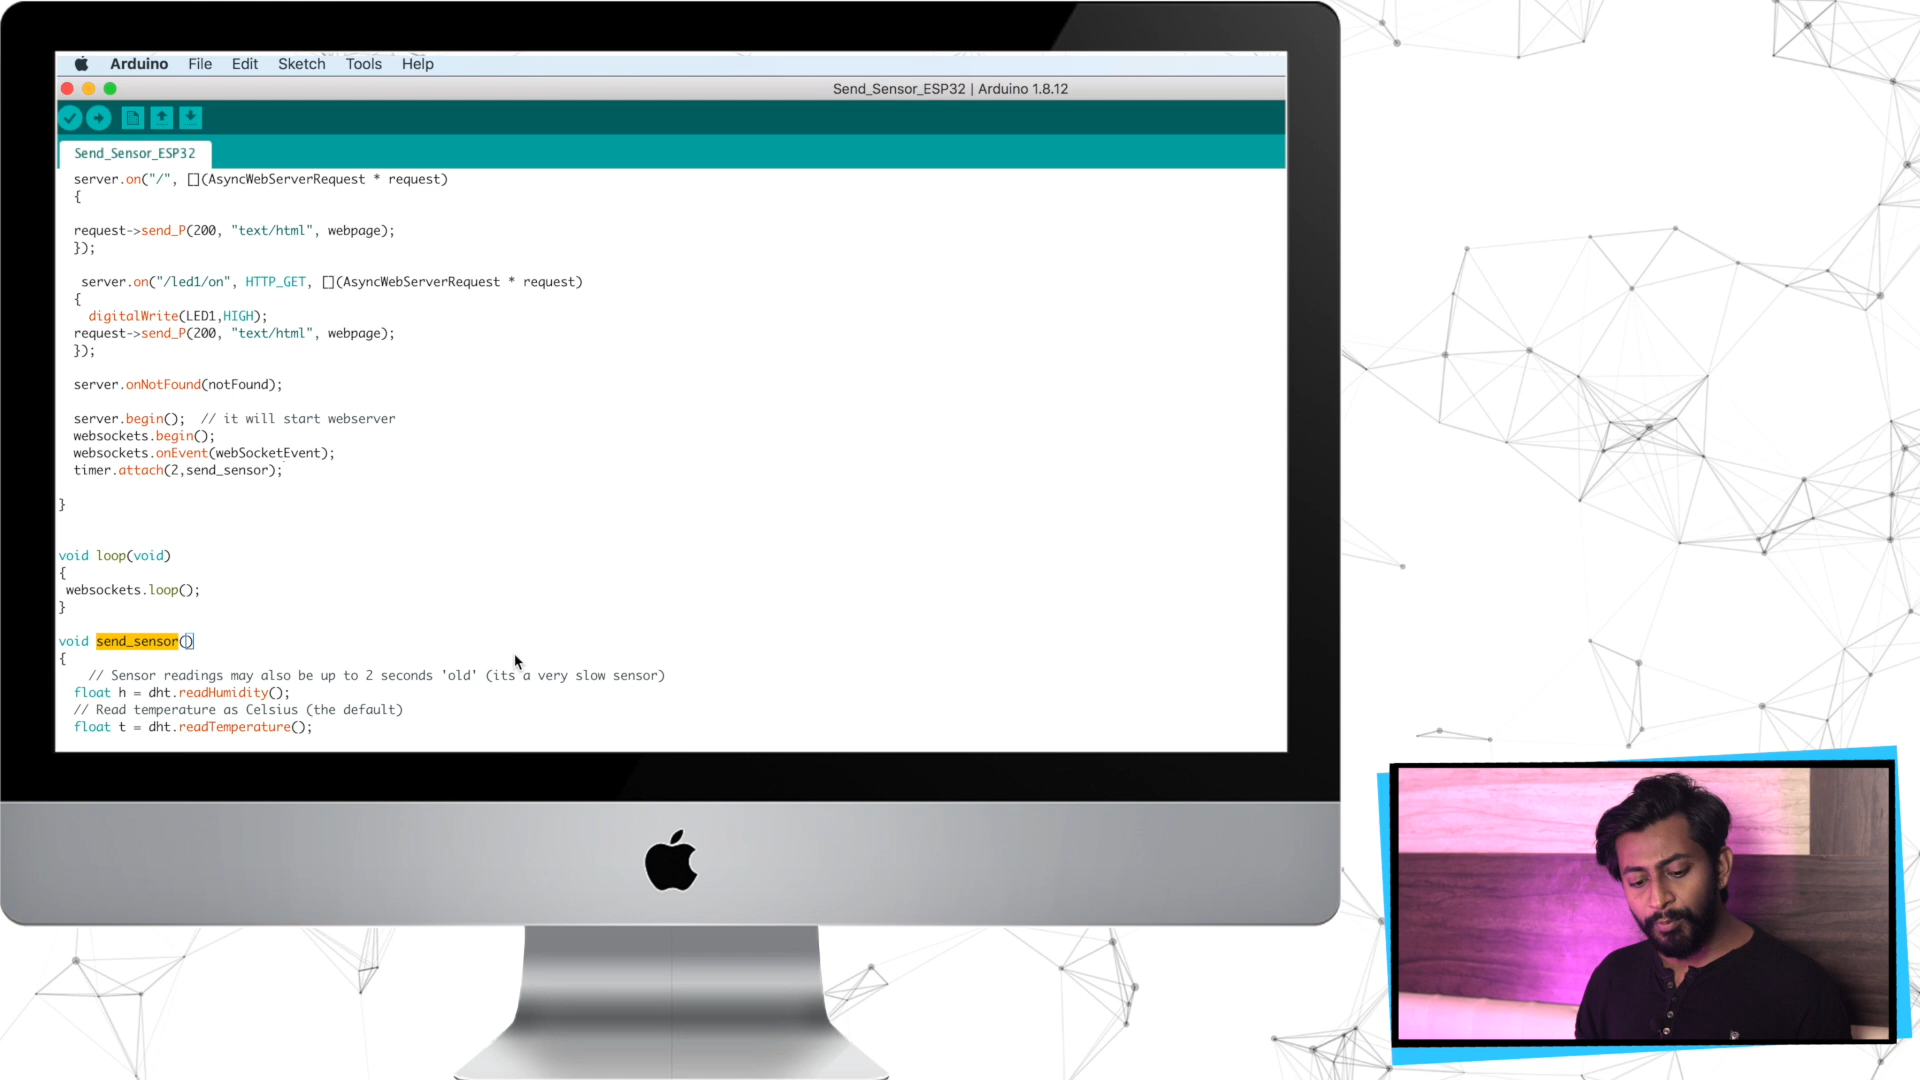 Arduino File Edit Sketch Tools Help
Send_Sensor_ESP32 | Arduino 1.8.12
Send_Sensor_ESP32
server.on("/", [](AsyncWebServerRequest * request)
{
request->send_P(200, "text/html", webpage);
});
server.on("/led1/on", HTTP_GET, [](AsyncWebServerRequest * request)
{
digitalWrite(LED1,HIGH);
request->send_P(200, "text/html", webpage);
});
server.onNotFound(notFound);
server.begin();  // it will start webserver
websockets.begin();
websockets.onEvent(webSocketEvent);
timer.attach(2,send_sensor);
}
void loop(void)
{
websockets.loop();
}
void send_sensor()
{
// Sensor readings may also be up to 2 seconds 'old' (its a very slow sensor)
float h = dht.readHumidity();
// Read temperature as Celsius (the default)
float t = dht.readTemperature();